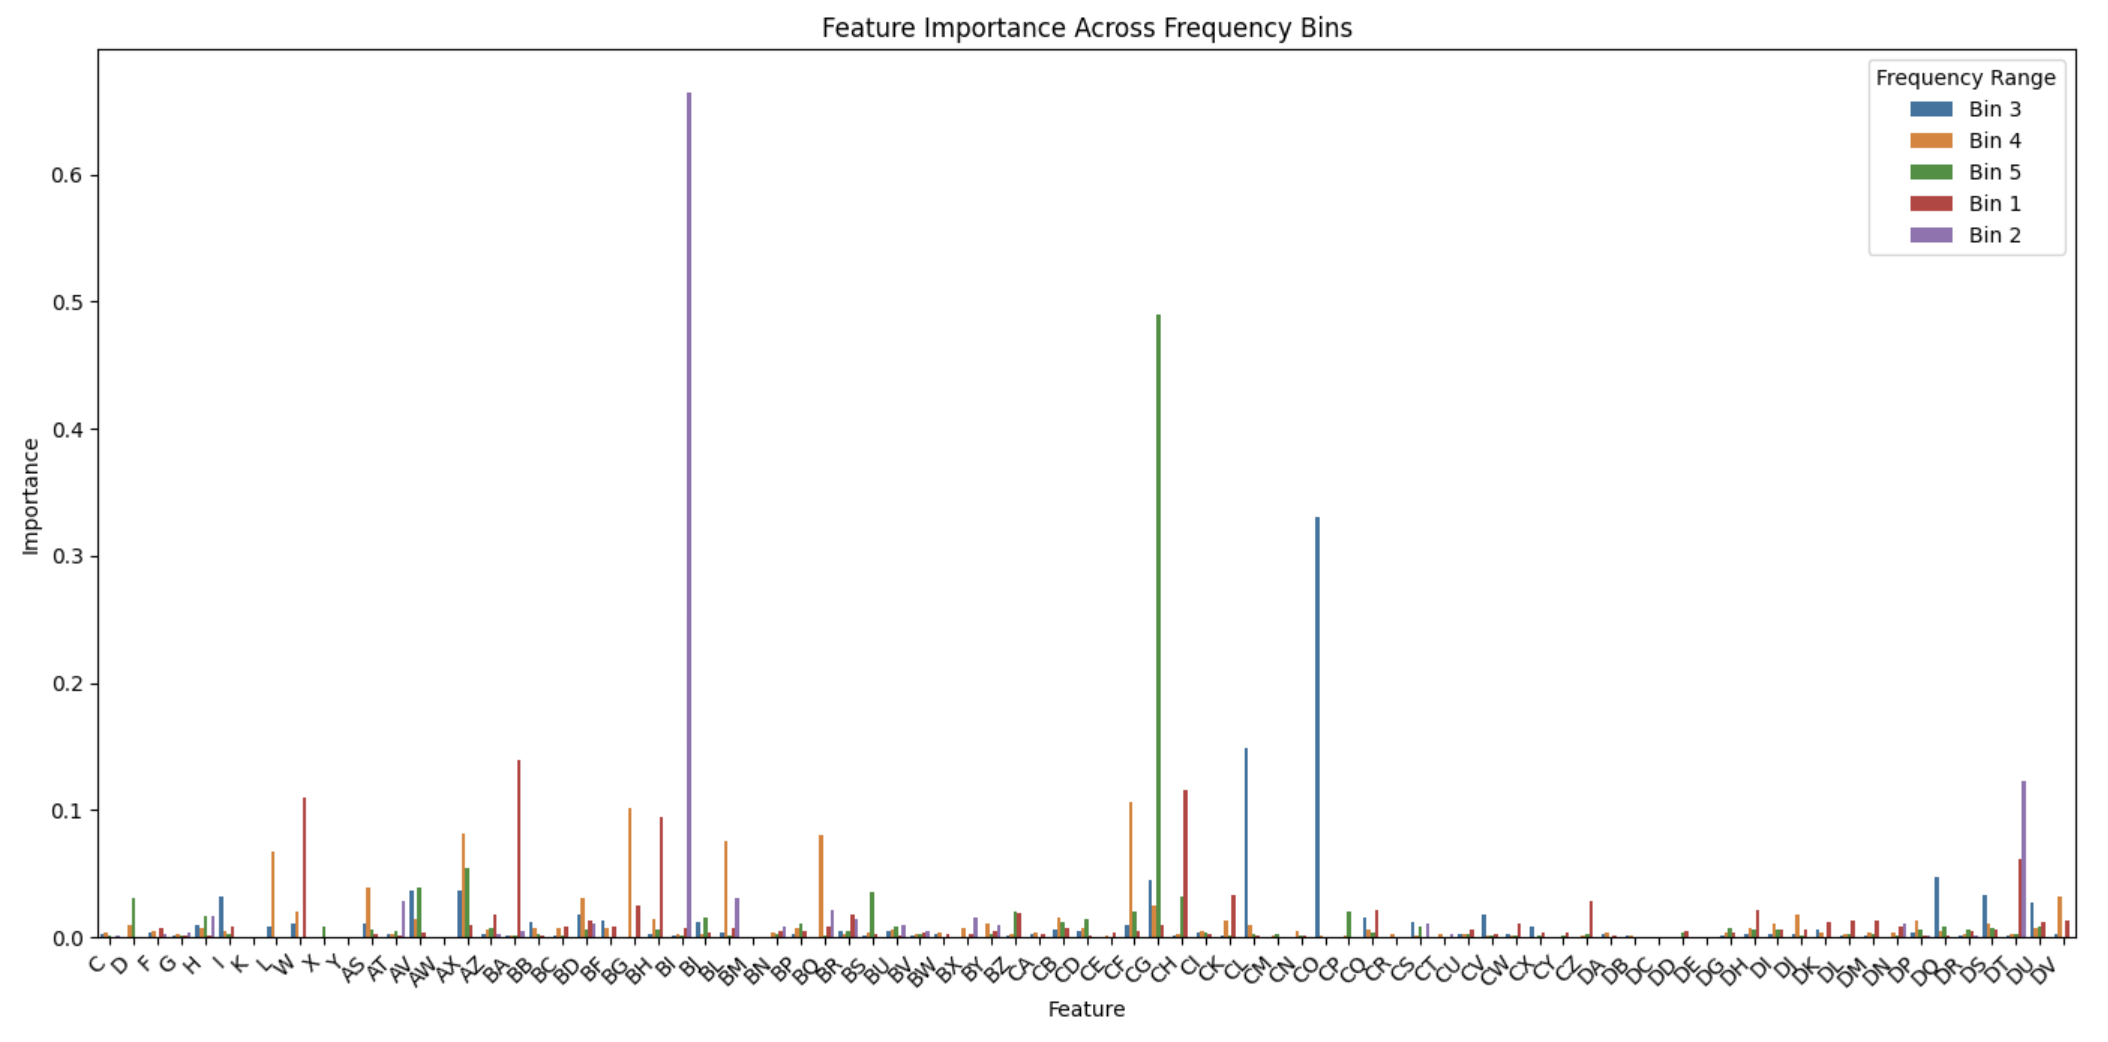 Feature Importance Across Frequency Bins
Frequency Range
Bin 3
Bin 4
Bin 5
Bin 1
Bin 2
Importance
0.6
0.5
0.4
0.3
0.2
0.1
0.0
C D F G H I K L W X Y AS AT AV AW AX AZ BA BB BC BD BF BG BH BI BJ BL BM BN BP BQ BR BS BU BV BW BX BY BZ CA CB CD CE CF CG CH CI CK CL CM CN CO CP CQ CR CS CT CU CV CW CX CY CZ DA DB DC DD DE DG DH DI DJ DK DL DM DN DP DQ DR DS DT DU DV
Feature